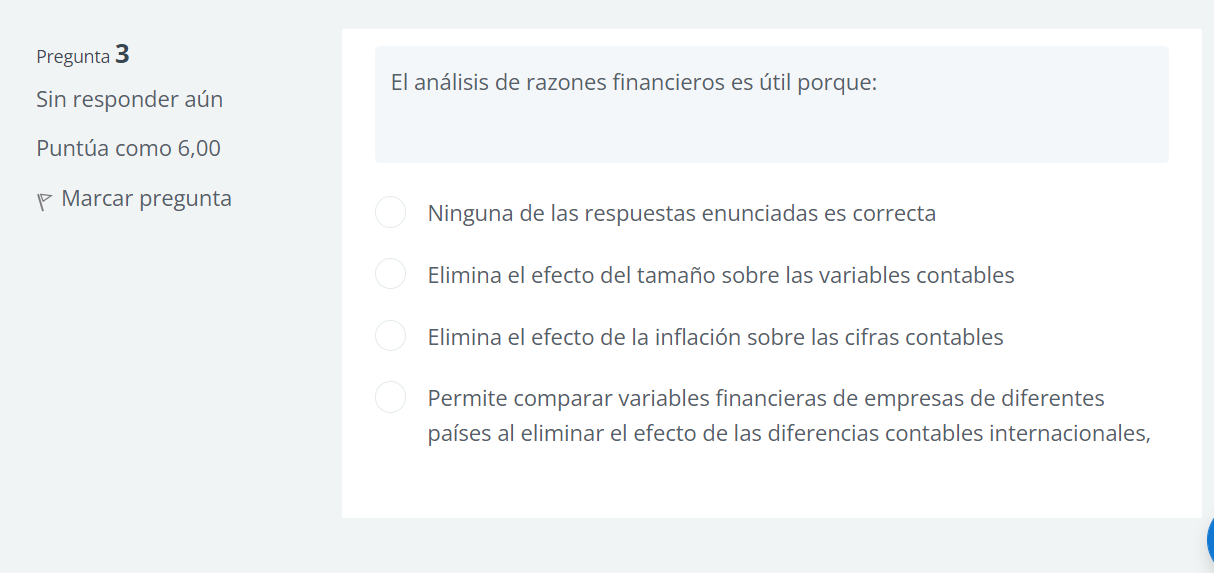 Pregunta 3
Sin responder aún
Puntúa como 6,00
Marcar pregunta
El análisis de razones financieros es útil porque:
Ninguna de las respuestas enunciadas es correcta
Elimina el efecto del tamaño sobre las variables contables
Elimina el efecto de la inflación sobre las cifras contables
Permite comparar variables financieras de empresas de diferentes
países al eliminar el efecto de las diferencias contables internacionales,